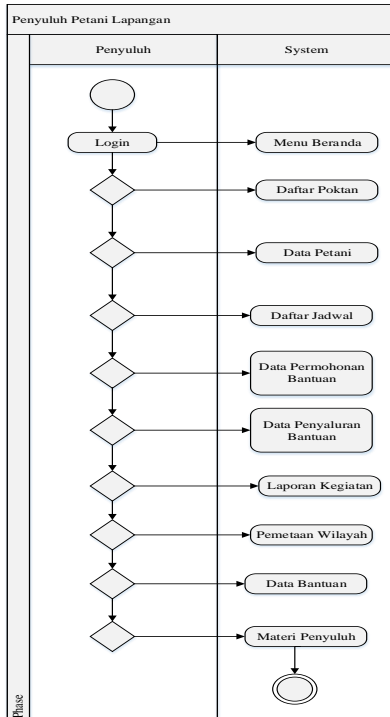 Penyuluh Petani Lapangan
Penyuluh
System
Login
Menu Beranda
Daftar Poktan
Data Petani
Daftar Jadwal
Data Permohonan
Bantuan
Data Penyaluran
Bantuan
Laporan Kegiatan
Pemetaan Wilayah
Data Bantuan
Materi Penyuluh
Phase